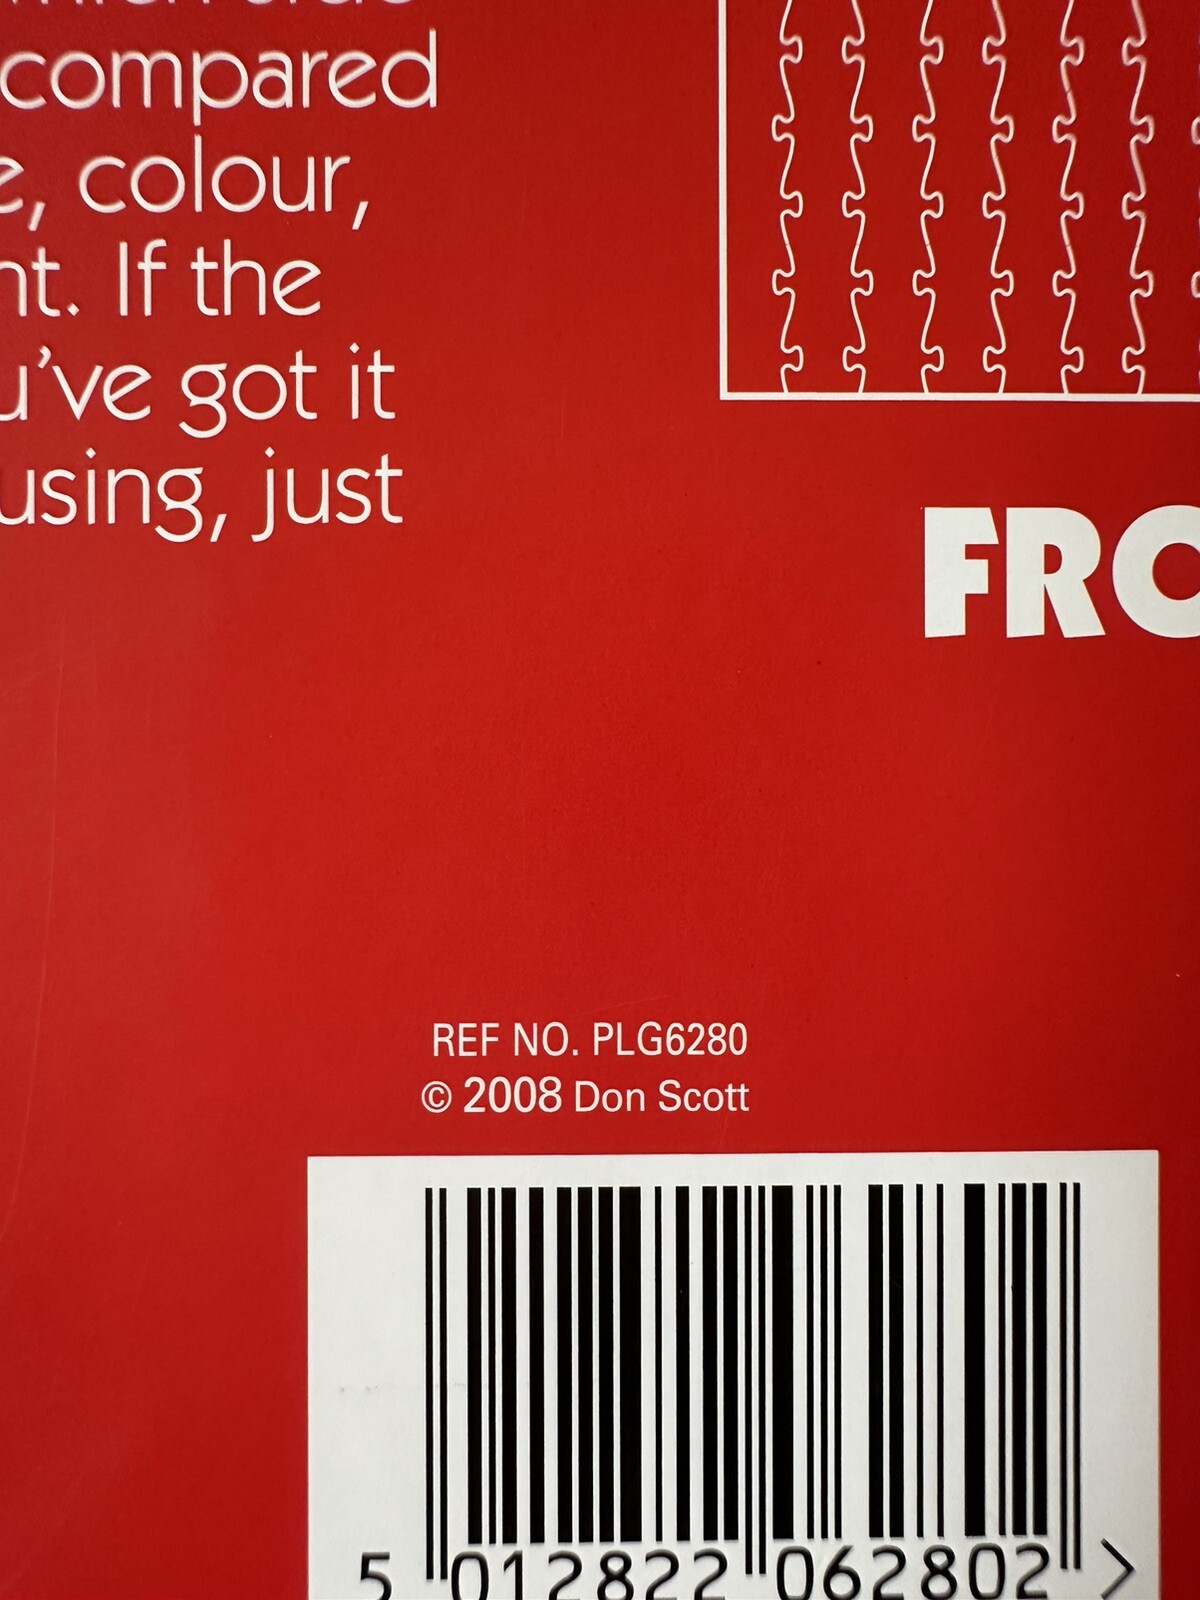 compared
e, colour,
nt. If the
u've got it
using, just
FRO
REF NO. PLG6280
© 2008 Don Scott
5 012822 062802 >